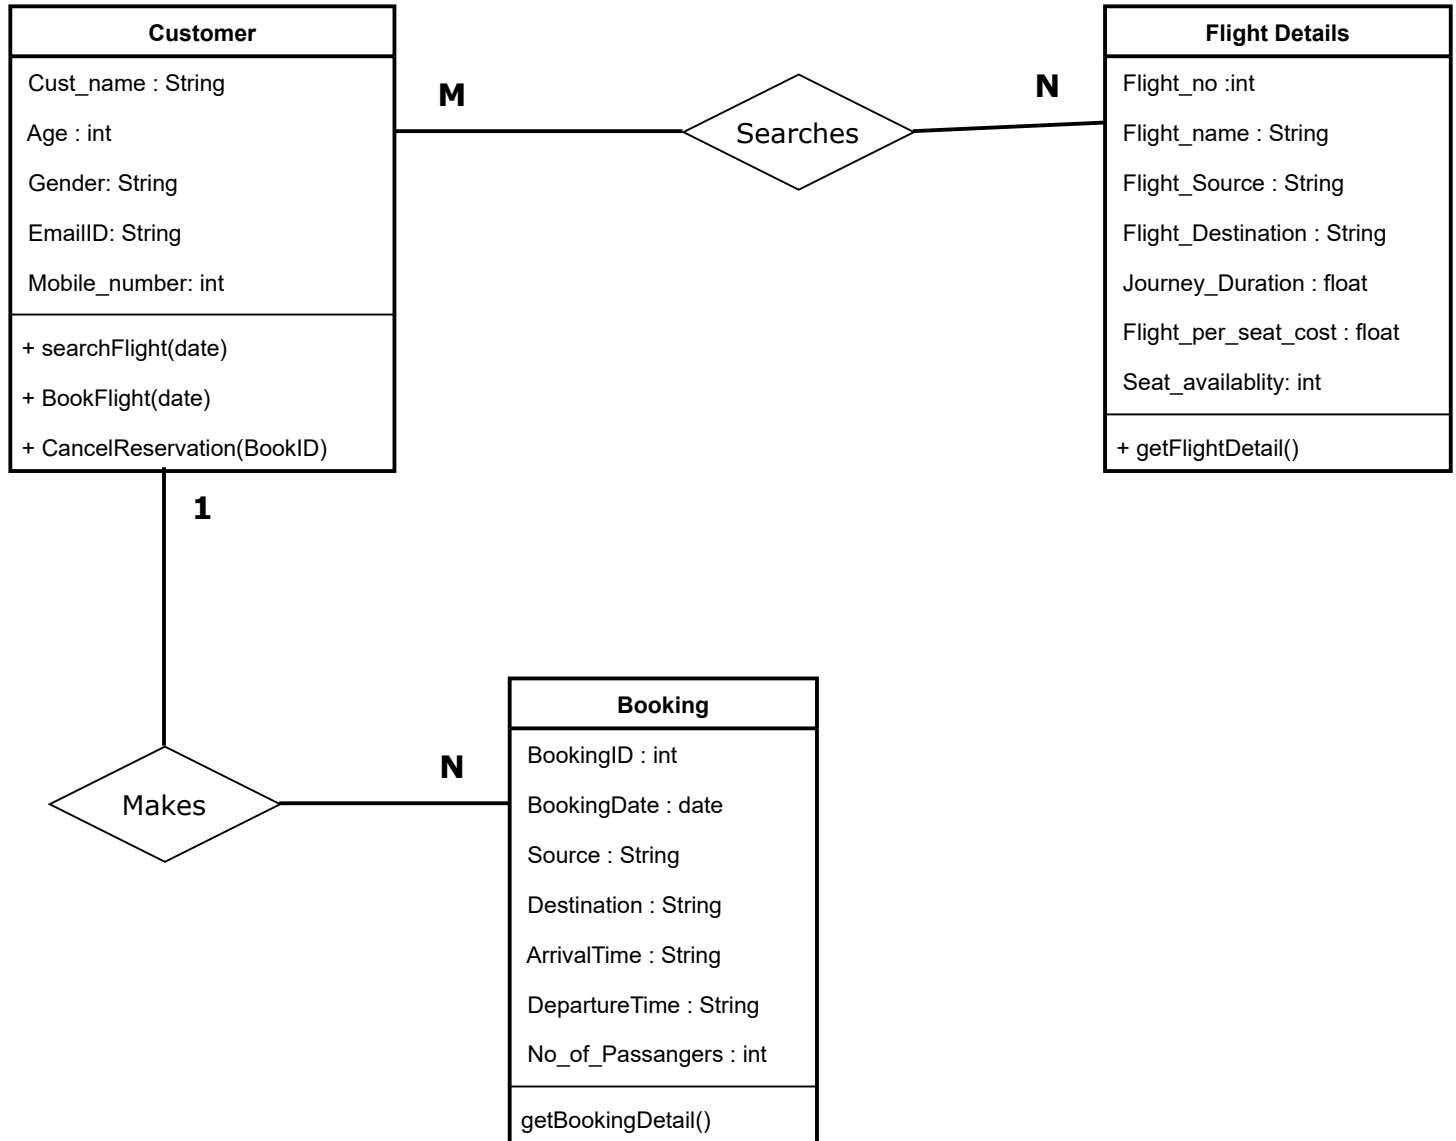 Customer
Cust_name : String
Age : int
Gender: String
EmailID: String
Mobile_number: int
+ searchFlight(date)
+ BookFlight(date)
+ CancelReservation(BookID)
M
Searches
N
Flight Details
Flight_no :int
Flight_name : String
Flight_Source : String
Flight_Destination : String
Journey_Duration : float
Flight_per_seat_cost : float
Seat_availablity: int
+ getFlightDetail()
1
Makes
N
Booking
BookingID : int
BookingDate : date
Source : String
Destination : String
ArrivalTime : String
DepartureTime : String
No_of_Passangers : int
getBookingDetail()